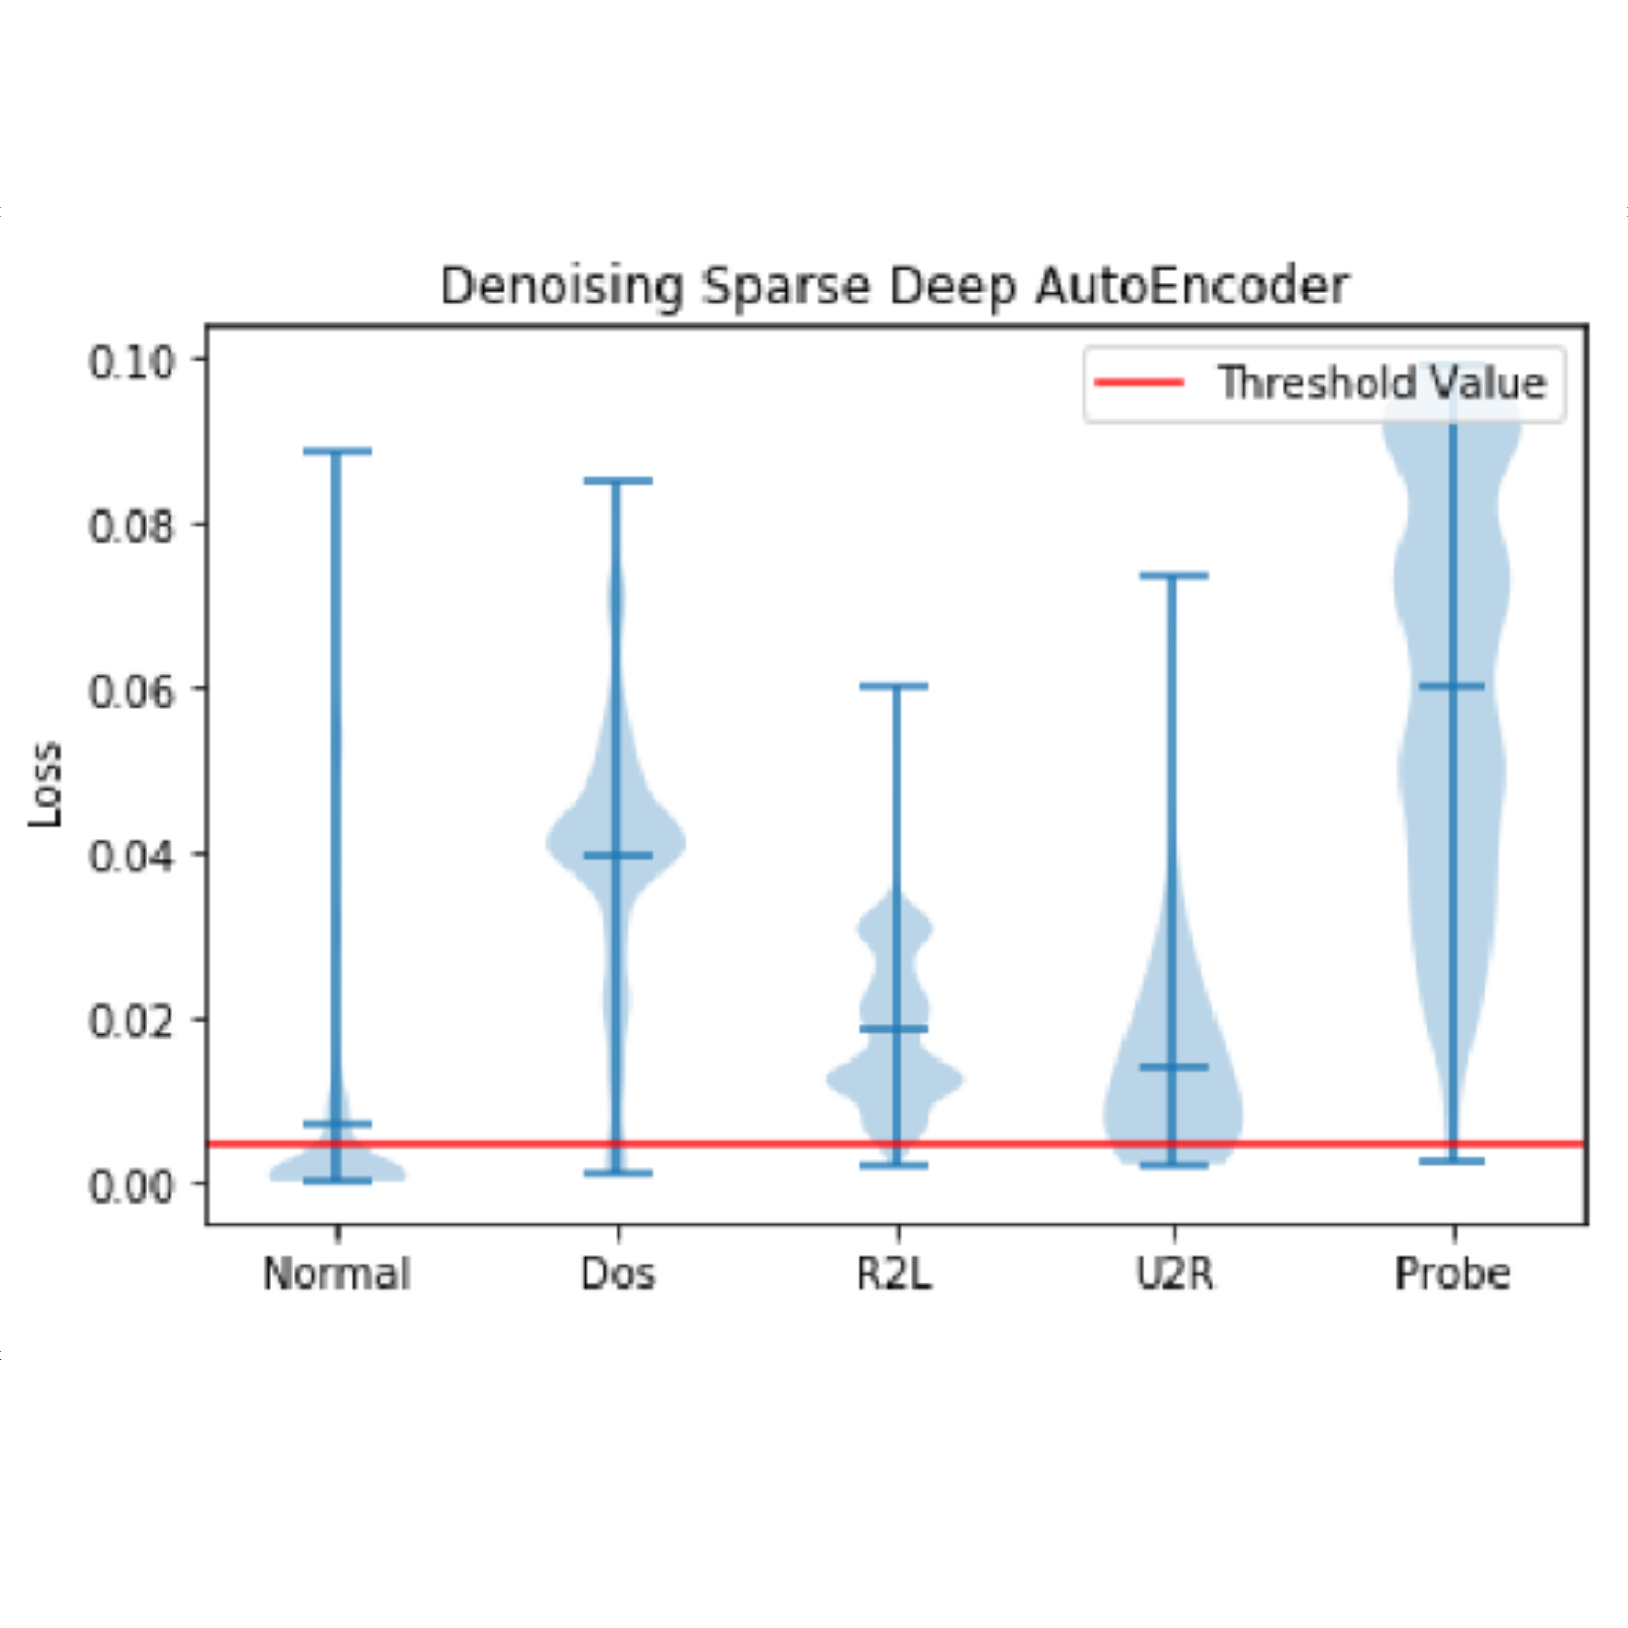 Denoising Sparse Deep AutoEncoder
Threshold Value
0.10
0.08
0.06
0.04
0.02
0.00
Loss
Normal
Dos
R2L
U2R
Probe